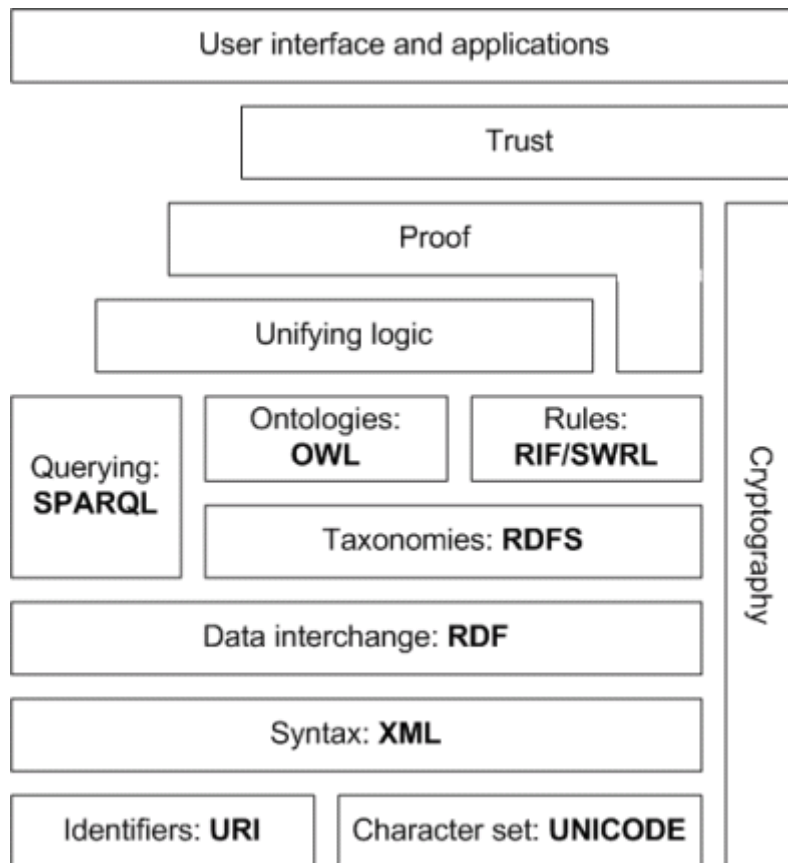 User interface and applications
Trust
Proof
Unifying logic
Querying:
SPARQL
Ontologies:
OWL
Rules:
RIF/SWRL
Taxonomies: RDFS
Cryptography
Data interchange: RDF
Syntax: XML
Identifiers: URI
Character set: UNICODE